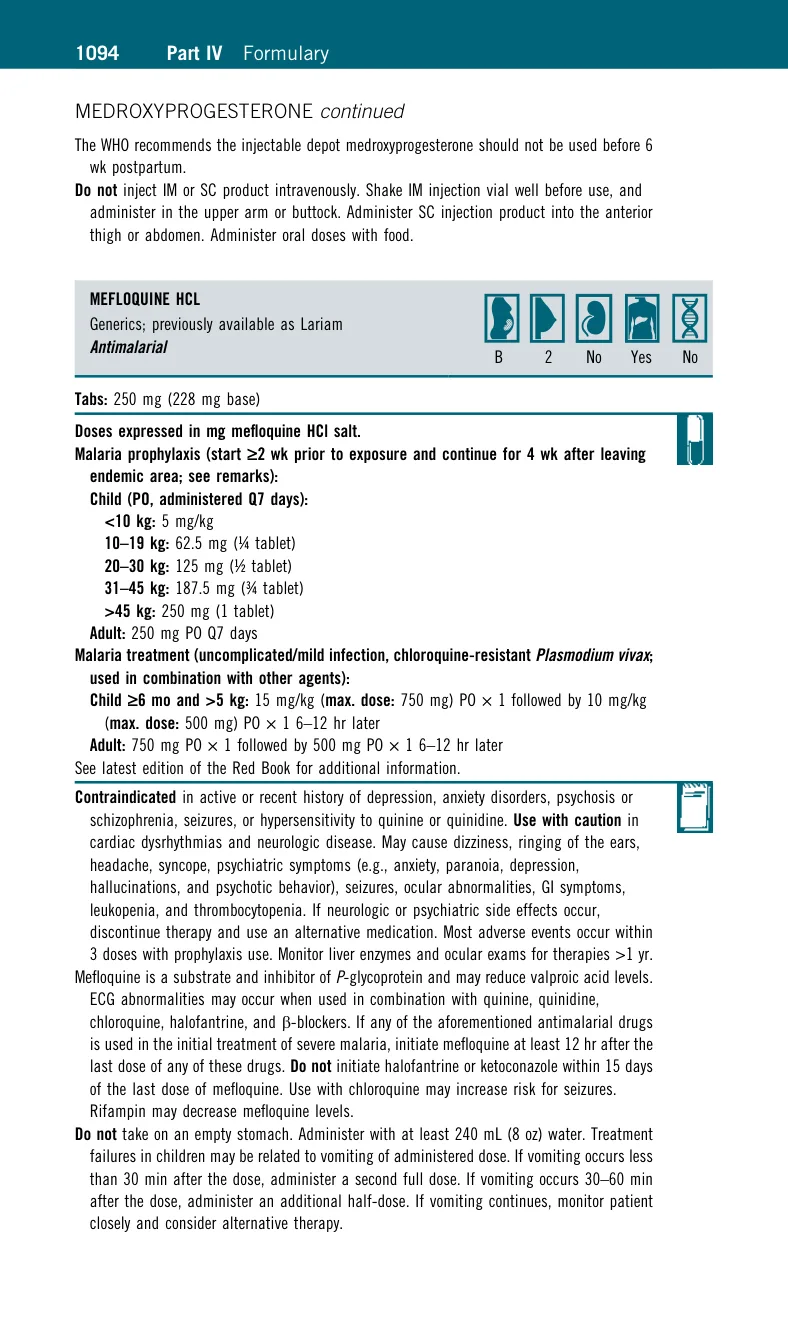 1094 Part IV Formulary
MEDROXYPROGESTERONE continued
The WHO recommends the injectable depot medroxyprogesterone should not be used before 6
wk postpartum.
Do not inject IM or SC product intravenously. Shake IM injection vial well before use, and
administer in the upper arm or buttock. Administer SC injection product into the anterior
thigh or abdomen. Administer oral doses with food.
MEFLOQUINE HCL
Generics; previously available as Lariam
Antimalarial
B 2 No Yes No
Tabs: 250 mg (228 mg base)
Doses expressed in mg mefloquine HCl salt.
Malaria prophylaxis (start ≥2 wk prior to exposure and continue for 4 wk after leaving
endemic area; see remarks):
Child (PO, administered Q7 days):
<10 kg: 5 mg/kg
10–19 kg: 62.5 mg (¼ tablet)
20–30 kg: 125 mg (½ tablet)
31–45 kg: 187.5 mg (¾ tablet)
>45 kg: 250 mg (1 tablet)
Adult: 250 mg PO Q7 days
Malaria treatment (uncomplicated/mild infection, chloroquine-resistant Plasmodium vivax;
used in combination with other agents):
Child ≥6 mo and >5 kg: 15 mg/kg (max. dose: 750 mg) PO × 1 followed by 10 mg/kg
(max. dose: 500 mg) PO × 1 6–12 hr later
Adult: 750 mg PO × 1 followed by 500 mg PO × 1 6–12 hr later
See latest edition of the Red Book for additional information.
Contraindicated in active or recent history of depression, anxiety disorders, psychosis or
schizophrenia, seizures, or hypersensitivity to quinine or quinidine. Use with caution in
cardiac dysrhythmias and neurologic disease. May cause dizziness, ringing of the ears,
headache, syncope, psychiatric symptoms (e.g., anxiety, paranoia, depression,
hallucinations, and psychotic behavior), seizures, ocular abnormalities, GI symptoms,
leukopenia, and thrombocytopenia. If neurologic or psychiatric side effects occur,
discontinue therapy and use an alternative medication. Most adverse events occur within
3 doses with prophylaxis use. Monitor liver enzymes and ocular exams for therapies >1 yr.
Mefloquine is a substrate and inhibitor of P-glycoprotein and may reduce valproic acid levels.
ECG abnormalities may occur when used in combination with quinine, quinidine,
chloroquine, halofantrine, and β-blockers. If any of the aforementioned antimalarial drugs
is used in the initial treatment of severe malaria, initiate mefloquine at least 12 hr after the
last dose of any of these drugs. Do not initiate halofantrine or ketoconazole within 15 days
of the last dose of mefloquine. Use with chloroquine may increase risk for seizures.
Rifampin may decrease mefloquine levels.
Do not take on an empty stomach. Administer with at least 240 mL (8 oz) water. Treatment
failures in children may be related to vomiting of administered dose. If vomiting occurs less
than 30 min after the dose, administer a second full dose. If vomiting occurs 30–60 min
after the dose, administer an additional half-dose. If vomiting continues, monitor patient
closely and consider alternative therapy.